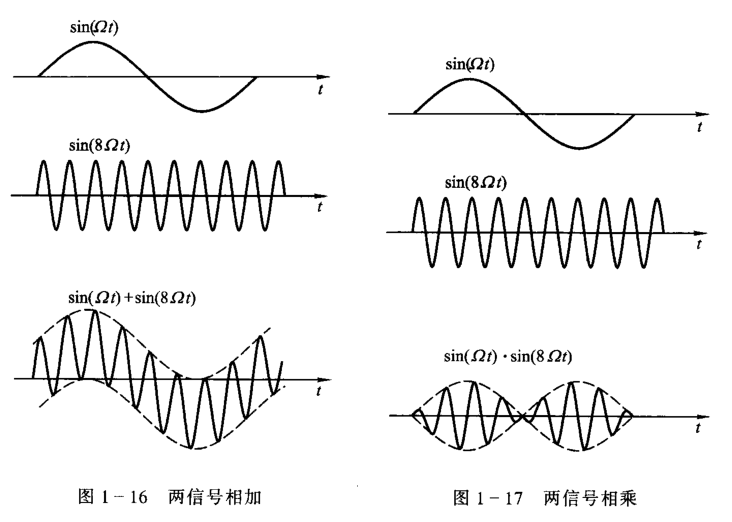 sin(Ωt)
t
sin(8Ωt)
t
sin(Ωt)+sin(8Ωt)
t
图 1-16 两信号相加
sin(Ωt)
t
sin(8Ωt)
t
sin(Ωt)·sin(8Ωt)
t
图 1-17 两信号相乘